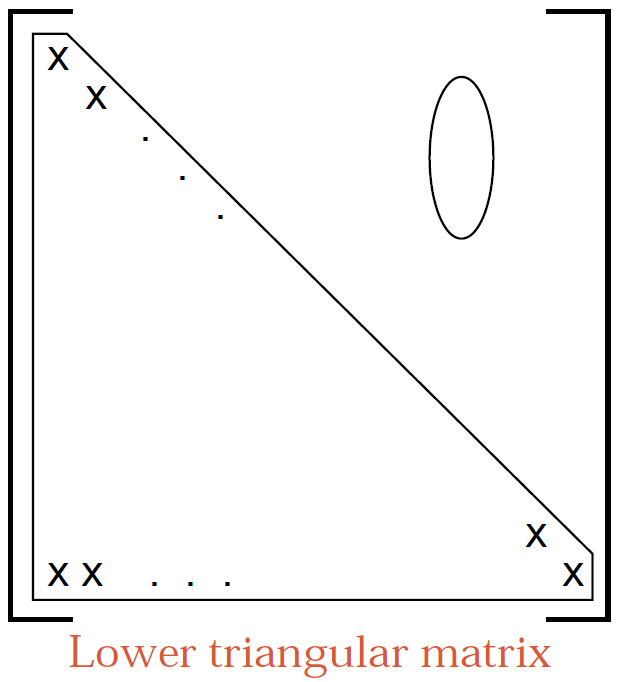 x
x
.
.
.
x
x x . . . x
Lower triangular matrix